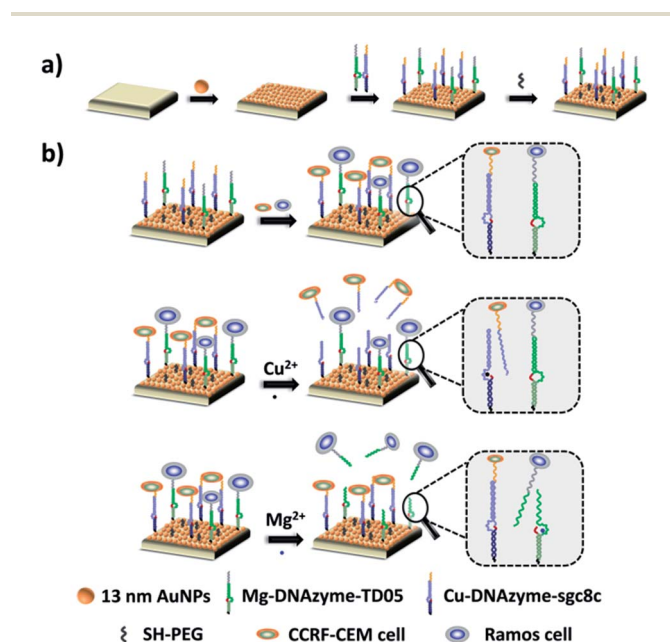 a)
b)
Cu²⁺
Mg²⁺
13 nm AuNPs Mg-DNAzyme-TD05 Cu-DNAzyme-sgc8c
SH-PEG CCRF-CEM cell Ramos cell